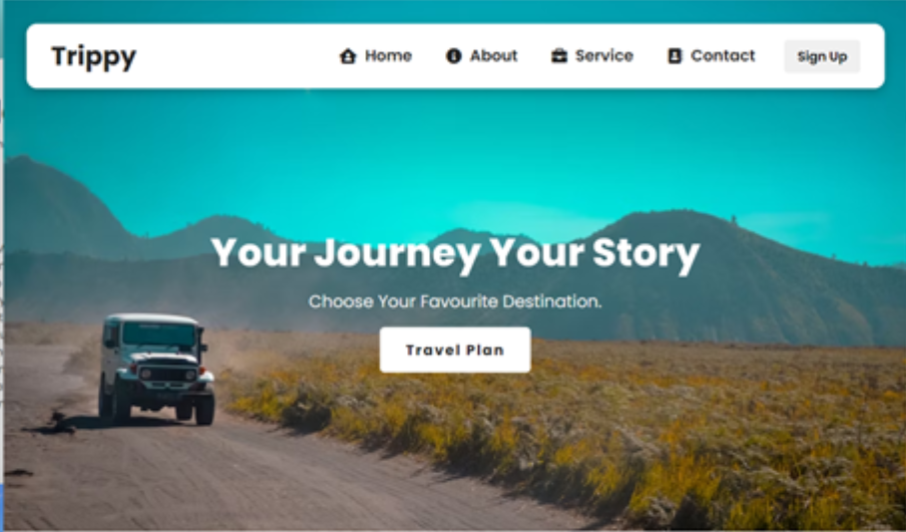 Trippy
Home
About
Service
Contact
Sign Up
Your Journey Your Story
Choose Your Favourite Destination.
Travel Plan